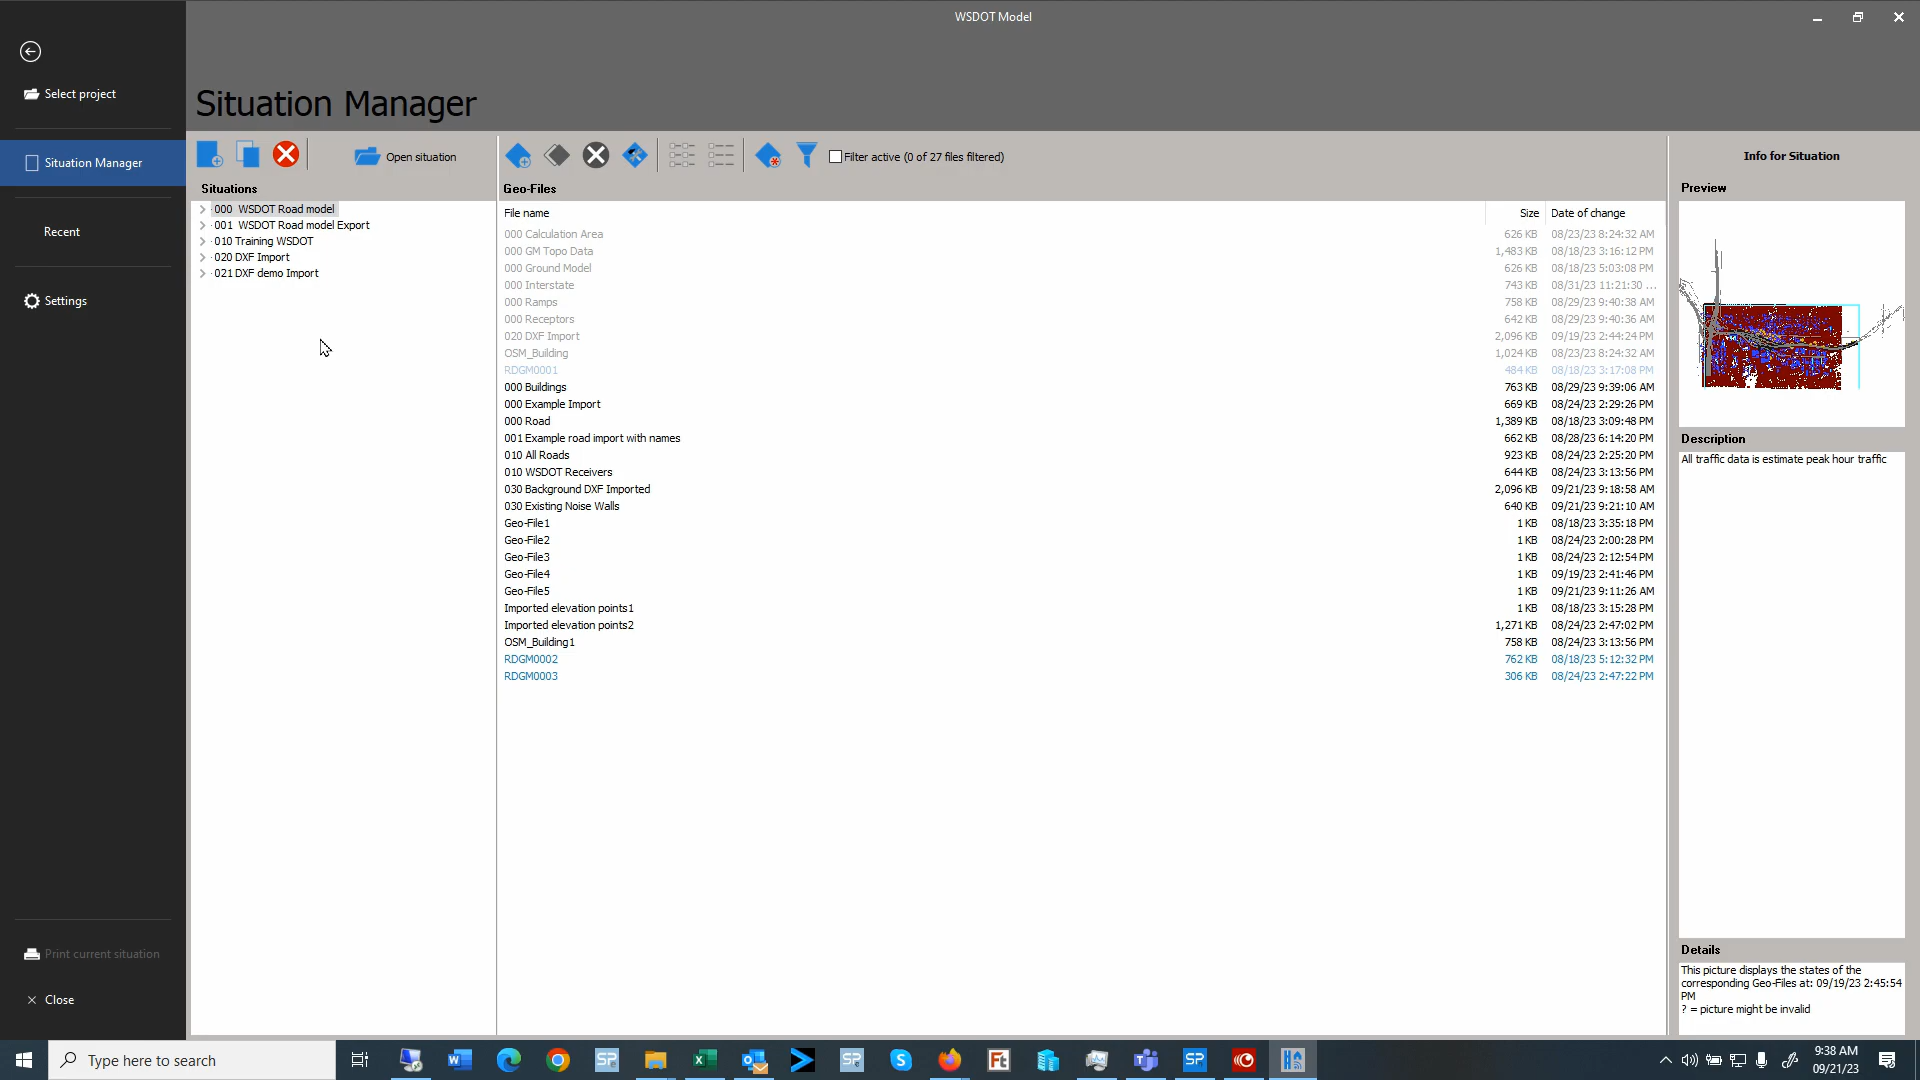 WSDOT Model
Select project
Situation Manager
Situation Manager
Recent
Settings
Print current situation
Close
Open situation
Filter active (0 of 27 files filtered)
Situations
000  WSDOT Road model
001  WSDOT Road model Export
010 Training WSDOT
020 DXF Import
021 DXF demo Import
Geo-Files
File name Size Date of change
000 Calculation Area 626 KB 08/23/23 8:24:32 AM
000 GM Topo Data 1,483 KB 08/18/23 3:16:12 PM
000 Ground Model 626 KB 08/18/23 5:03:08 PM
000 Interstate 743 KB 08/31/23 11:21:30 ...
000 Ramps 758 KB 08/29/23 9:40:38 AM
000 Receptors 642 KB 08/29/23 9:40:36 AM
020 DXF Import 2,096 KB 09/19/23 2:44:24 PM
OSM_Building 1,024 KB 08/23/23 8:24:32 AM
RDGM0001 484 KB 08/18/23 3:17:08 PM
000 Buildings 763 KB 08/29/23 9:39:06 AM
000 Example Import 669 KB 08/24/23 2:29:26 PM
000 Road 1,389 KB 08/18/23 3:09:48 PM
001 Example road import with names 662 KB 08/28/23 6:14:20 PM
010 All Roads 923 KB 08/24/23 2:25:20 PM
010 WSDOT Receivers 644 KB 08/24/23 3:13:56 PM
030 Background DXF Imported 2,096 KB 09/21/23 9:18:58 AM
030 Existing Noise Walls 640 KB 09/21/23 9:21:10 AM
Geo-File1 1 KB 08/18/23 3:35:18 PM
Geo-File2 1 KB 08/24/23 2:00:28 PM
Geo-File3 1 KB 08/24/23 2:12:54 PM
Geo-File4 1 KB 09/19/23 2:41:46 PM
Geo-File5 1 KB 09/21/23 9:11:26 AM
Imported elevation points1 1 KB 08/18/23 3:15:28 PM
Imported elevation points2 1,271 KB 08/24/23 2:47:02 PM
OSM_Building1 758 KB 08/24/23 3:13:56 PM
RDGM0002 762 KB 08/18/23 5:12:32 PM
RDGM0003 306 KB 08/24/23 2:47:22 PM
Info for Situation
Preview
Description
All traffic data is estimate peak hour traffic
Details
This picture displays the states of the
corresponding Geo-Files at: 09/19/23 2:45:54
PM
? = picture might be invalid
Type here to search
SP
SP
Ft
SP
9:38 AM
09/21/23